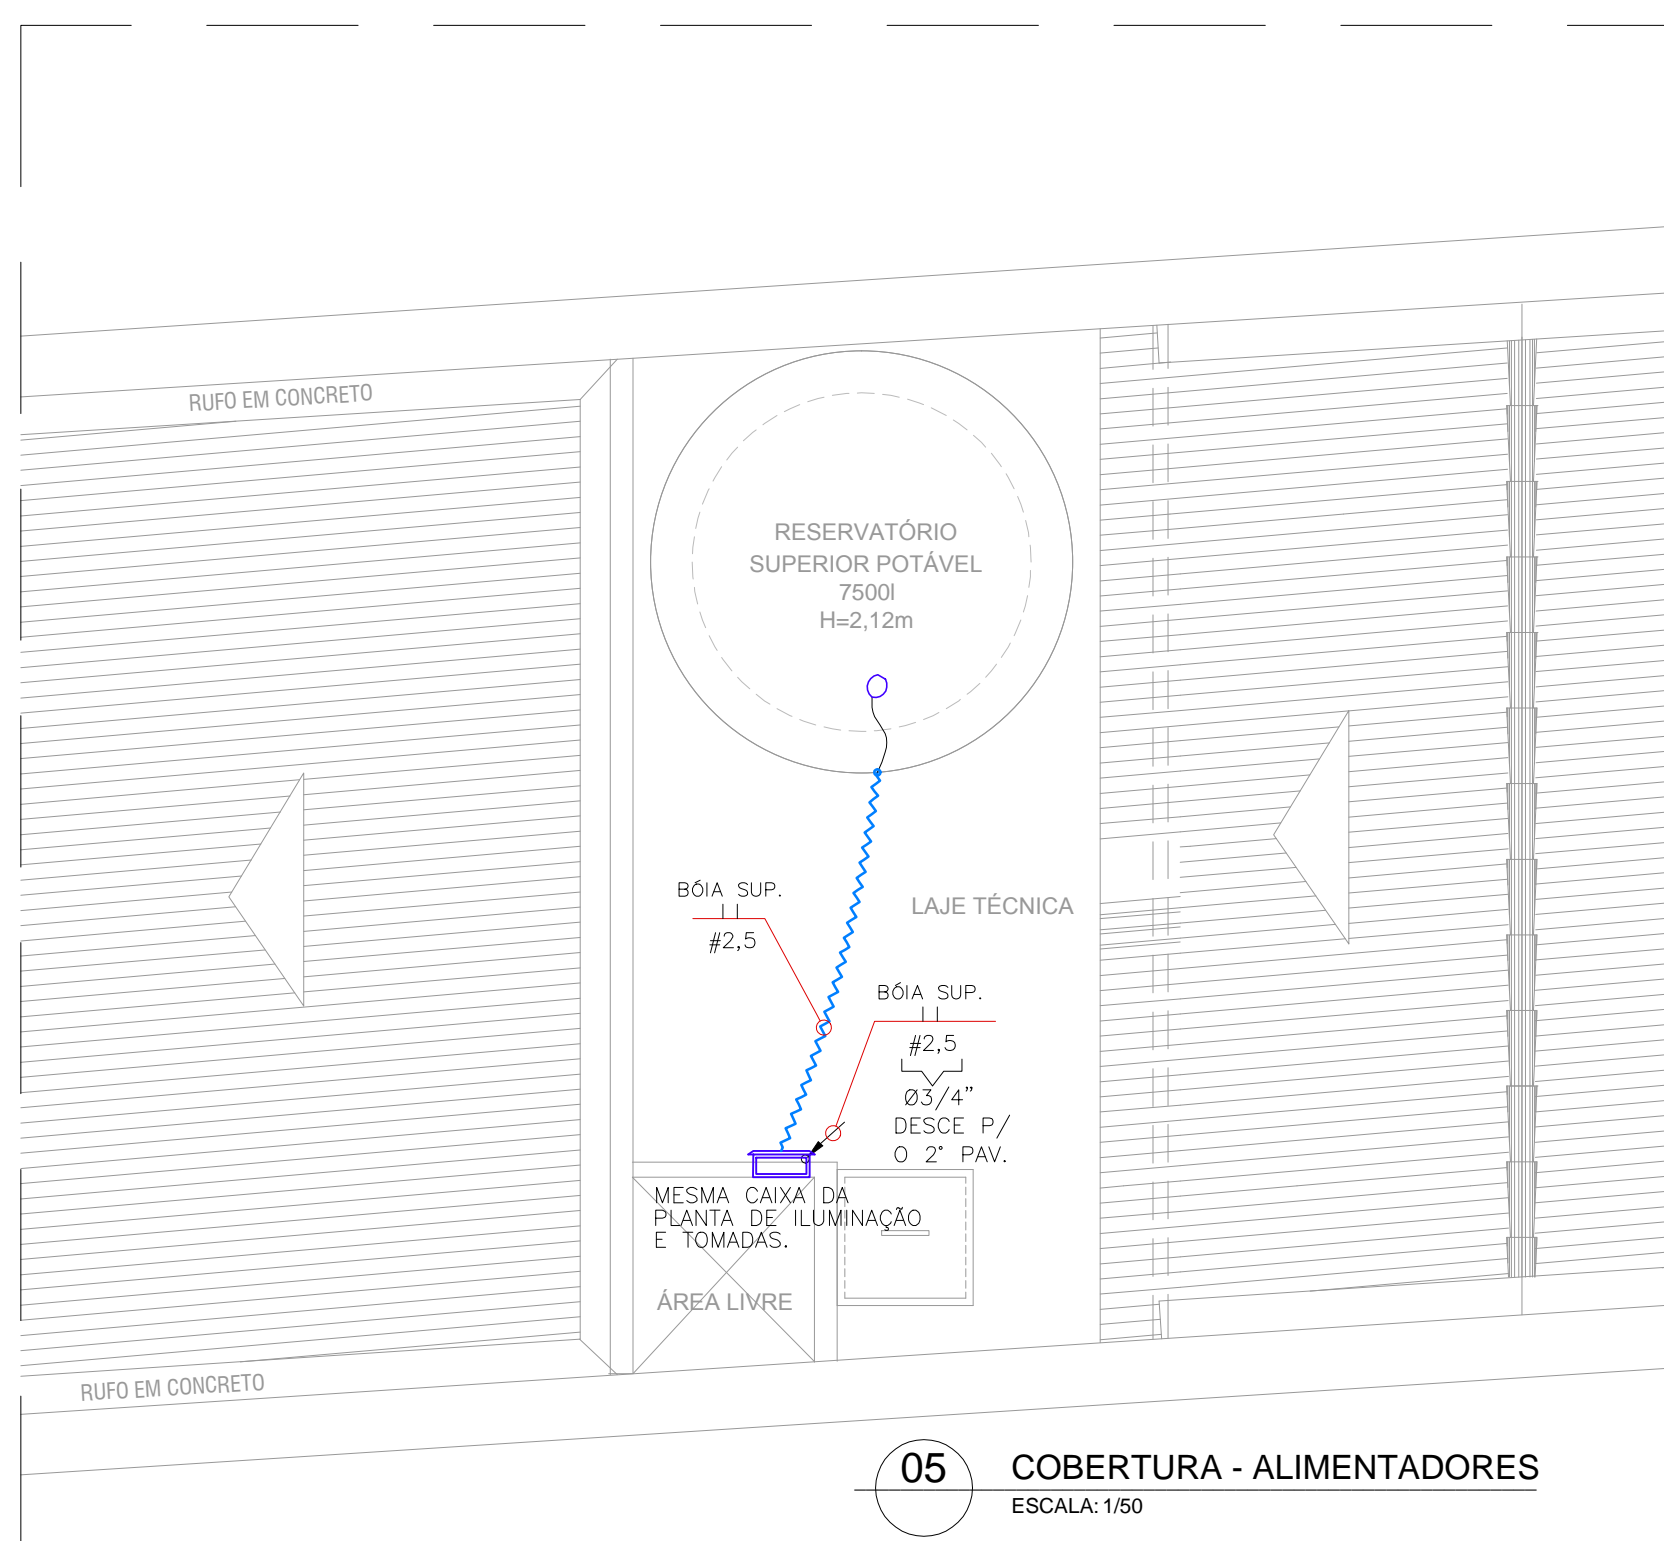 RUFO EM CONCRETO
RESERVATÓRIO
SUPERIOR POTÁVEL
7500l
H=2,12m
BÓIA SUP.
#2,5
LAJE TÉCNICA
BÓIA SUP.
#2,5
Ø3/4"
DESCE P/
O 2° PAV.
MESMA CAIXA DA
PLANTA DE ILUMINAÇÃO
E TOMADAS.
ÁREA LIVRE
RUFO EM CONCRETO
05
COBERTURA - ALIMENTADORES
ESCALA: 1/50